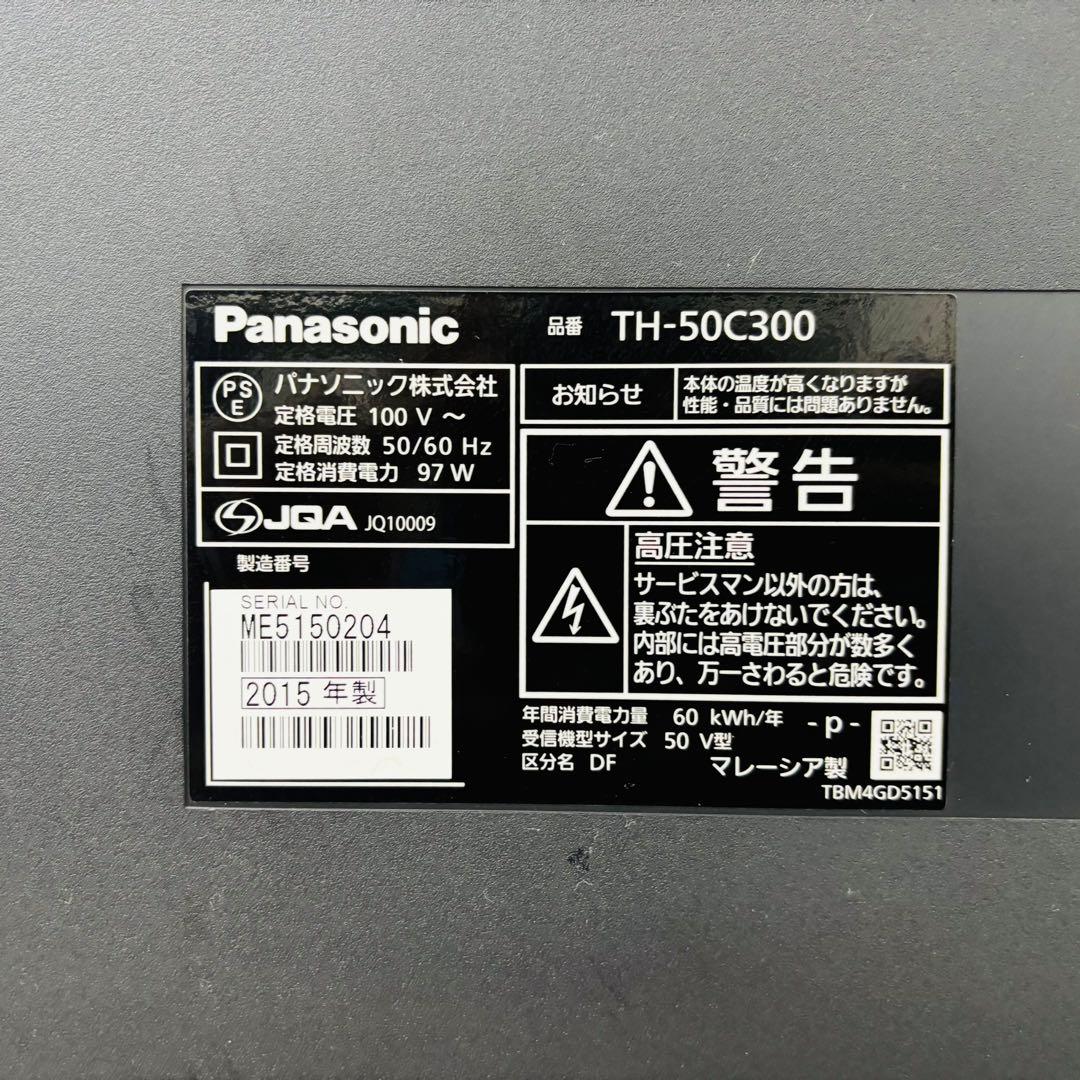 Panasonic
品番 TH-50C300
PS
E
パナソニック株式会社
定格電圧 100 V ～
定格周波数 50/60 Hz
定格消費電力 97 W
JQA JQ10009
製造番号
SERIAL NO.
ME5150204
2015 年製
お知らせ
本体の温度が高くなりますが
性能・品質には問題ありません。
警告
高圧注意
サービスマン以外の方は、
裏ぶたをあけないでください。
内部には高電圧部分が数多く
あり、万一さわると危険です。
年間消費電力量 60 kWh/年 - p -
受信機型サイズ 50 V型
区分名 DF
マレーシア製
TBM4GD5151